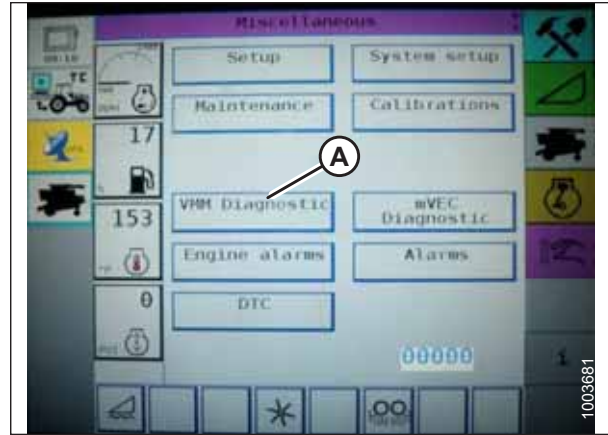 Miscellaneous
Setup
System setup
Maintenance
Calibrations
17
A
VMM Diagnostic
mVEC
Diagnostic
153
Engine alarms
Alarms
0
DTC
00000
1003681